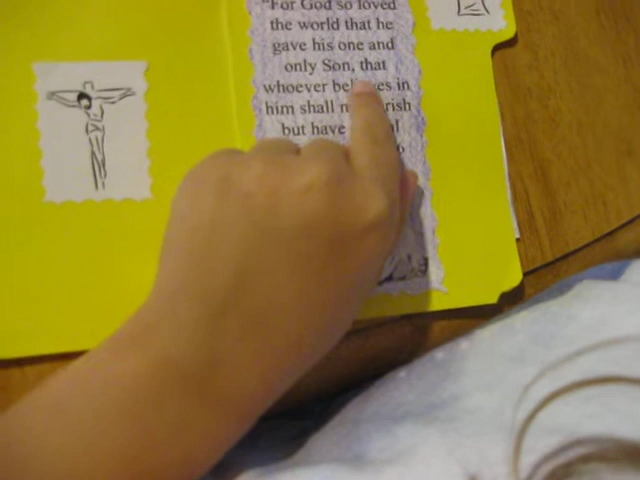 "For God so loved
the world that he
gave his one and
only Son, that
whoever believes in
him shall
but have